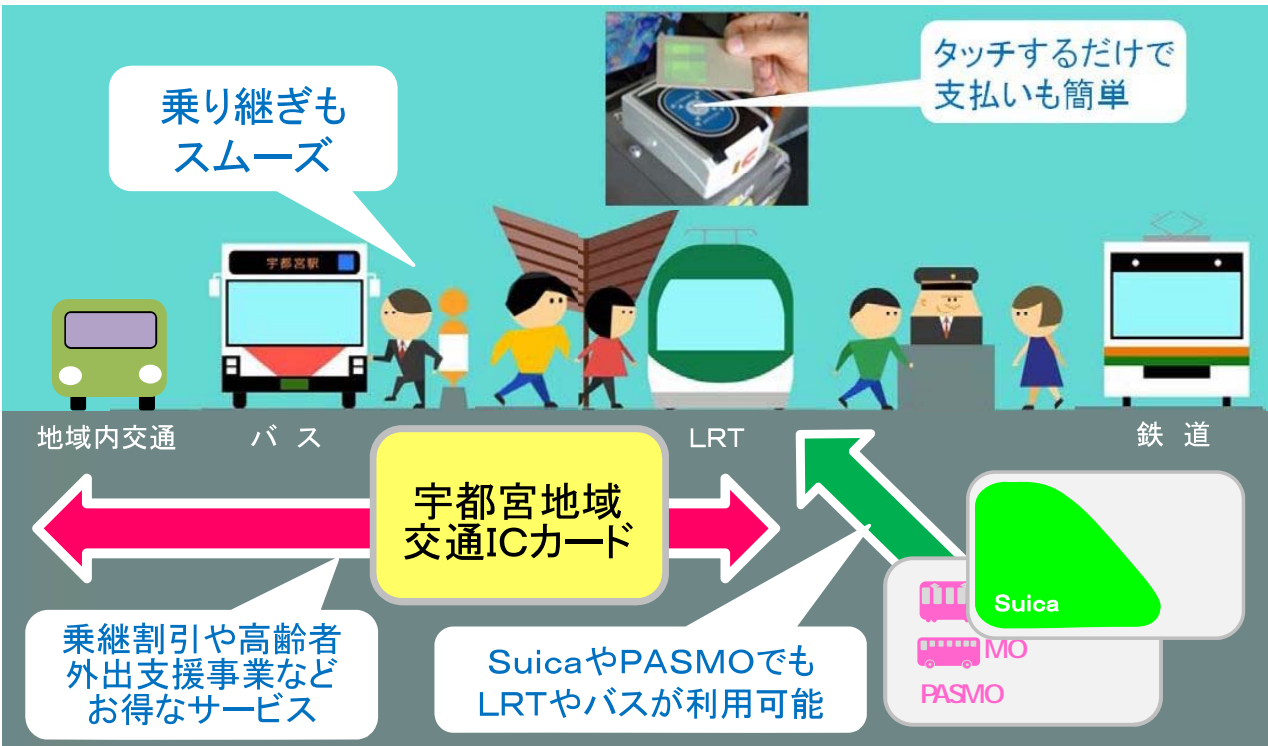 乗り継ぎも
スムーズ
タッチするだけで
支払いも簡単
IC
宇都宮駅
地域内交通
バス
LRT
鉄道
宇都宮地域
交通ICカード
Suica
MO
PASMO
乗継割引や高齢者
外出支援事業など
お得なサービス
SuicaやPASMOでも
LRTやバスが利用可能